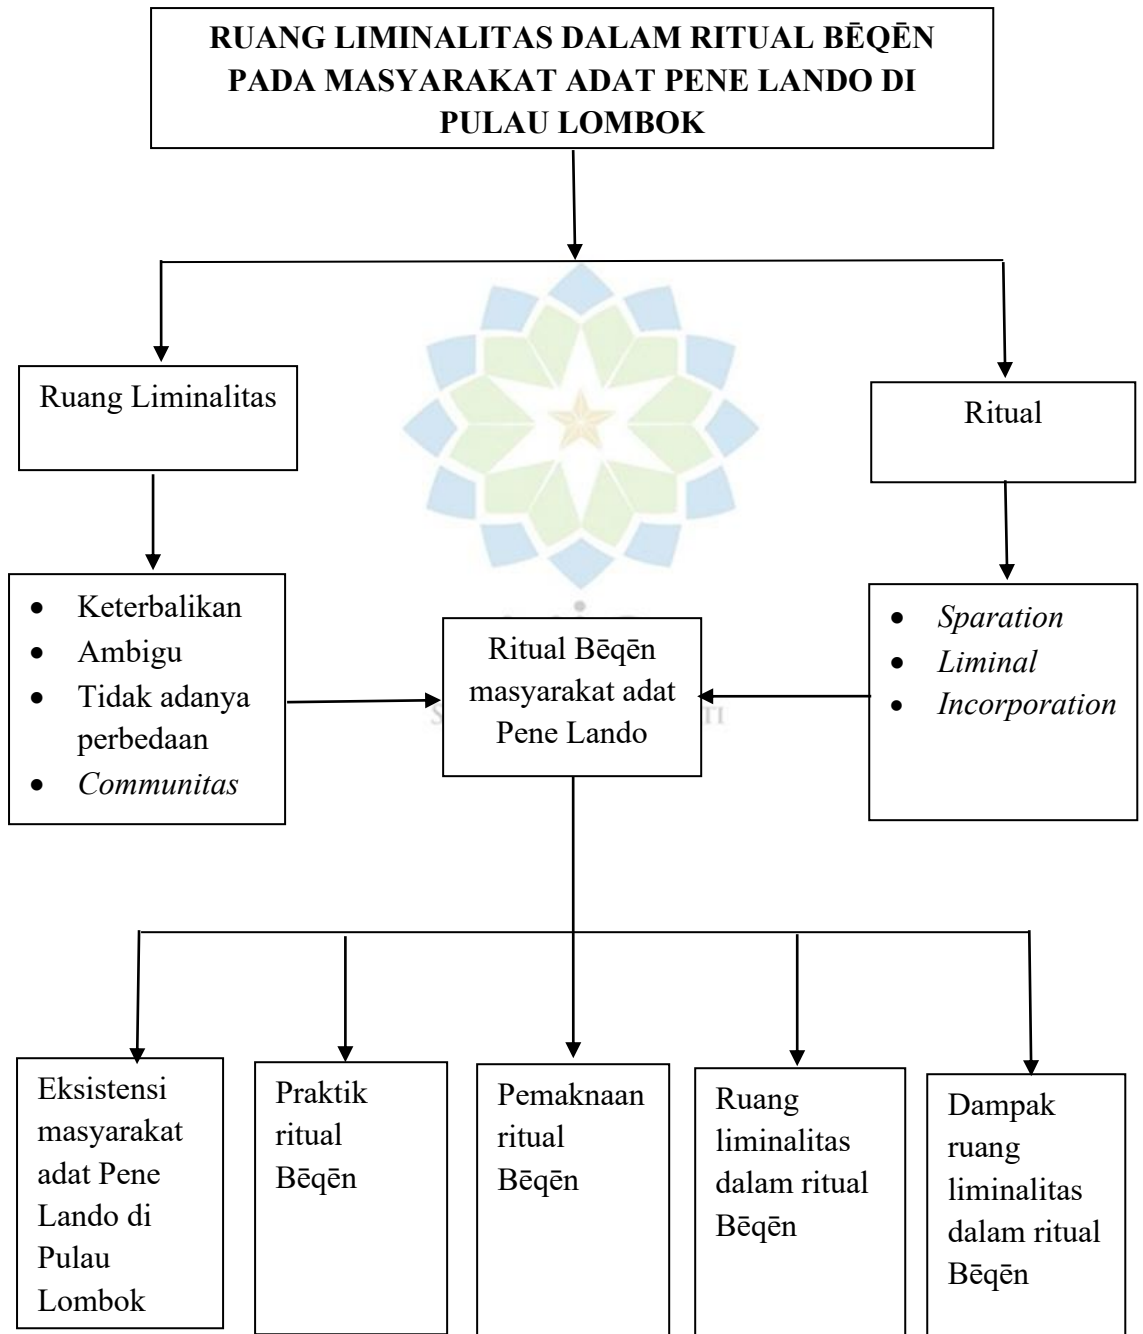 RUANG LIMINALITAS DALAM RITUAL BĒQĒN
PADA MASYARAKAT ADAT PENE LANDO DI
PULAU LOMBOK
Ruang Liminalitas
Ritual
• Keterbalikan
• Ambigu
• Tidak adanya
perbedaan
• Communitas
Ritual Bēqēn
masyarakat adat
Pene Lando
• Sparation
• Liminal
• Incorporation
Eksistensi
masyarakat
adat Pene
Lando di
Pulau
Lombok
Praktik
ritual
Bēqēn
Pemaknaan
ritual
Bēqēn
Ruang
liminalitas
dalam ritual
Bēqēn
Dampak
ruang
liminalitas
dalam ritual
Bēqēn